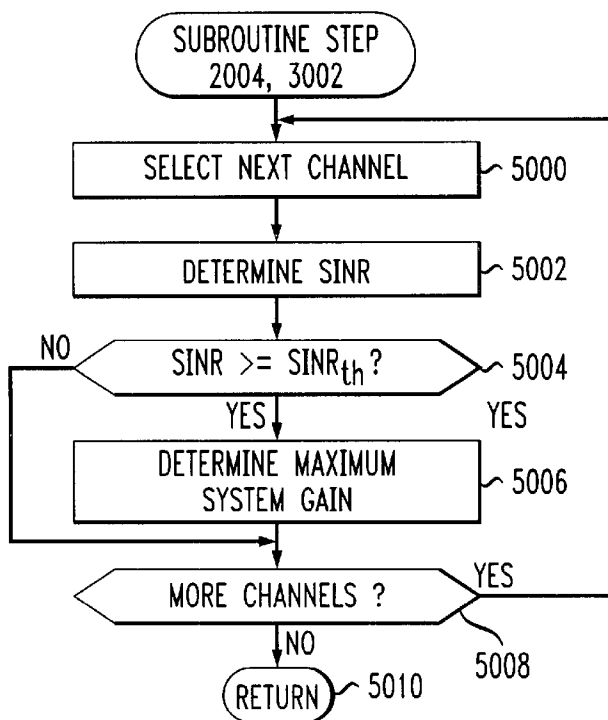 SUBROUTINE STEP
2004, 3002
SELECT NEXT CHANNEL
5000
DETERMINE SINR
5002
NO
SINR >= SINRth?
5004
YES
YES
DETERMINE MAXIMUM
SYSTEM GAIN
5006
MORE CHANNELS ?
YES
5008
NO
RETURN
5010